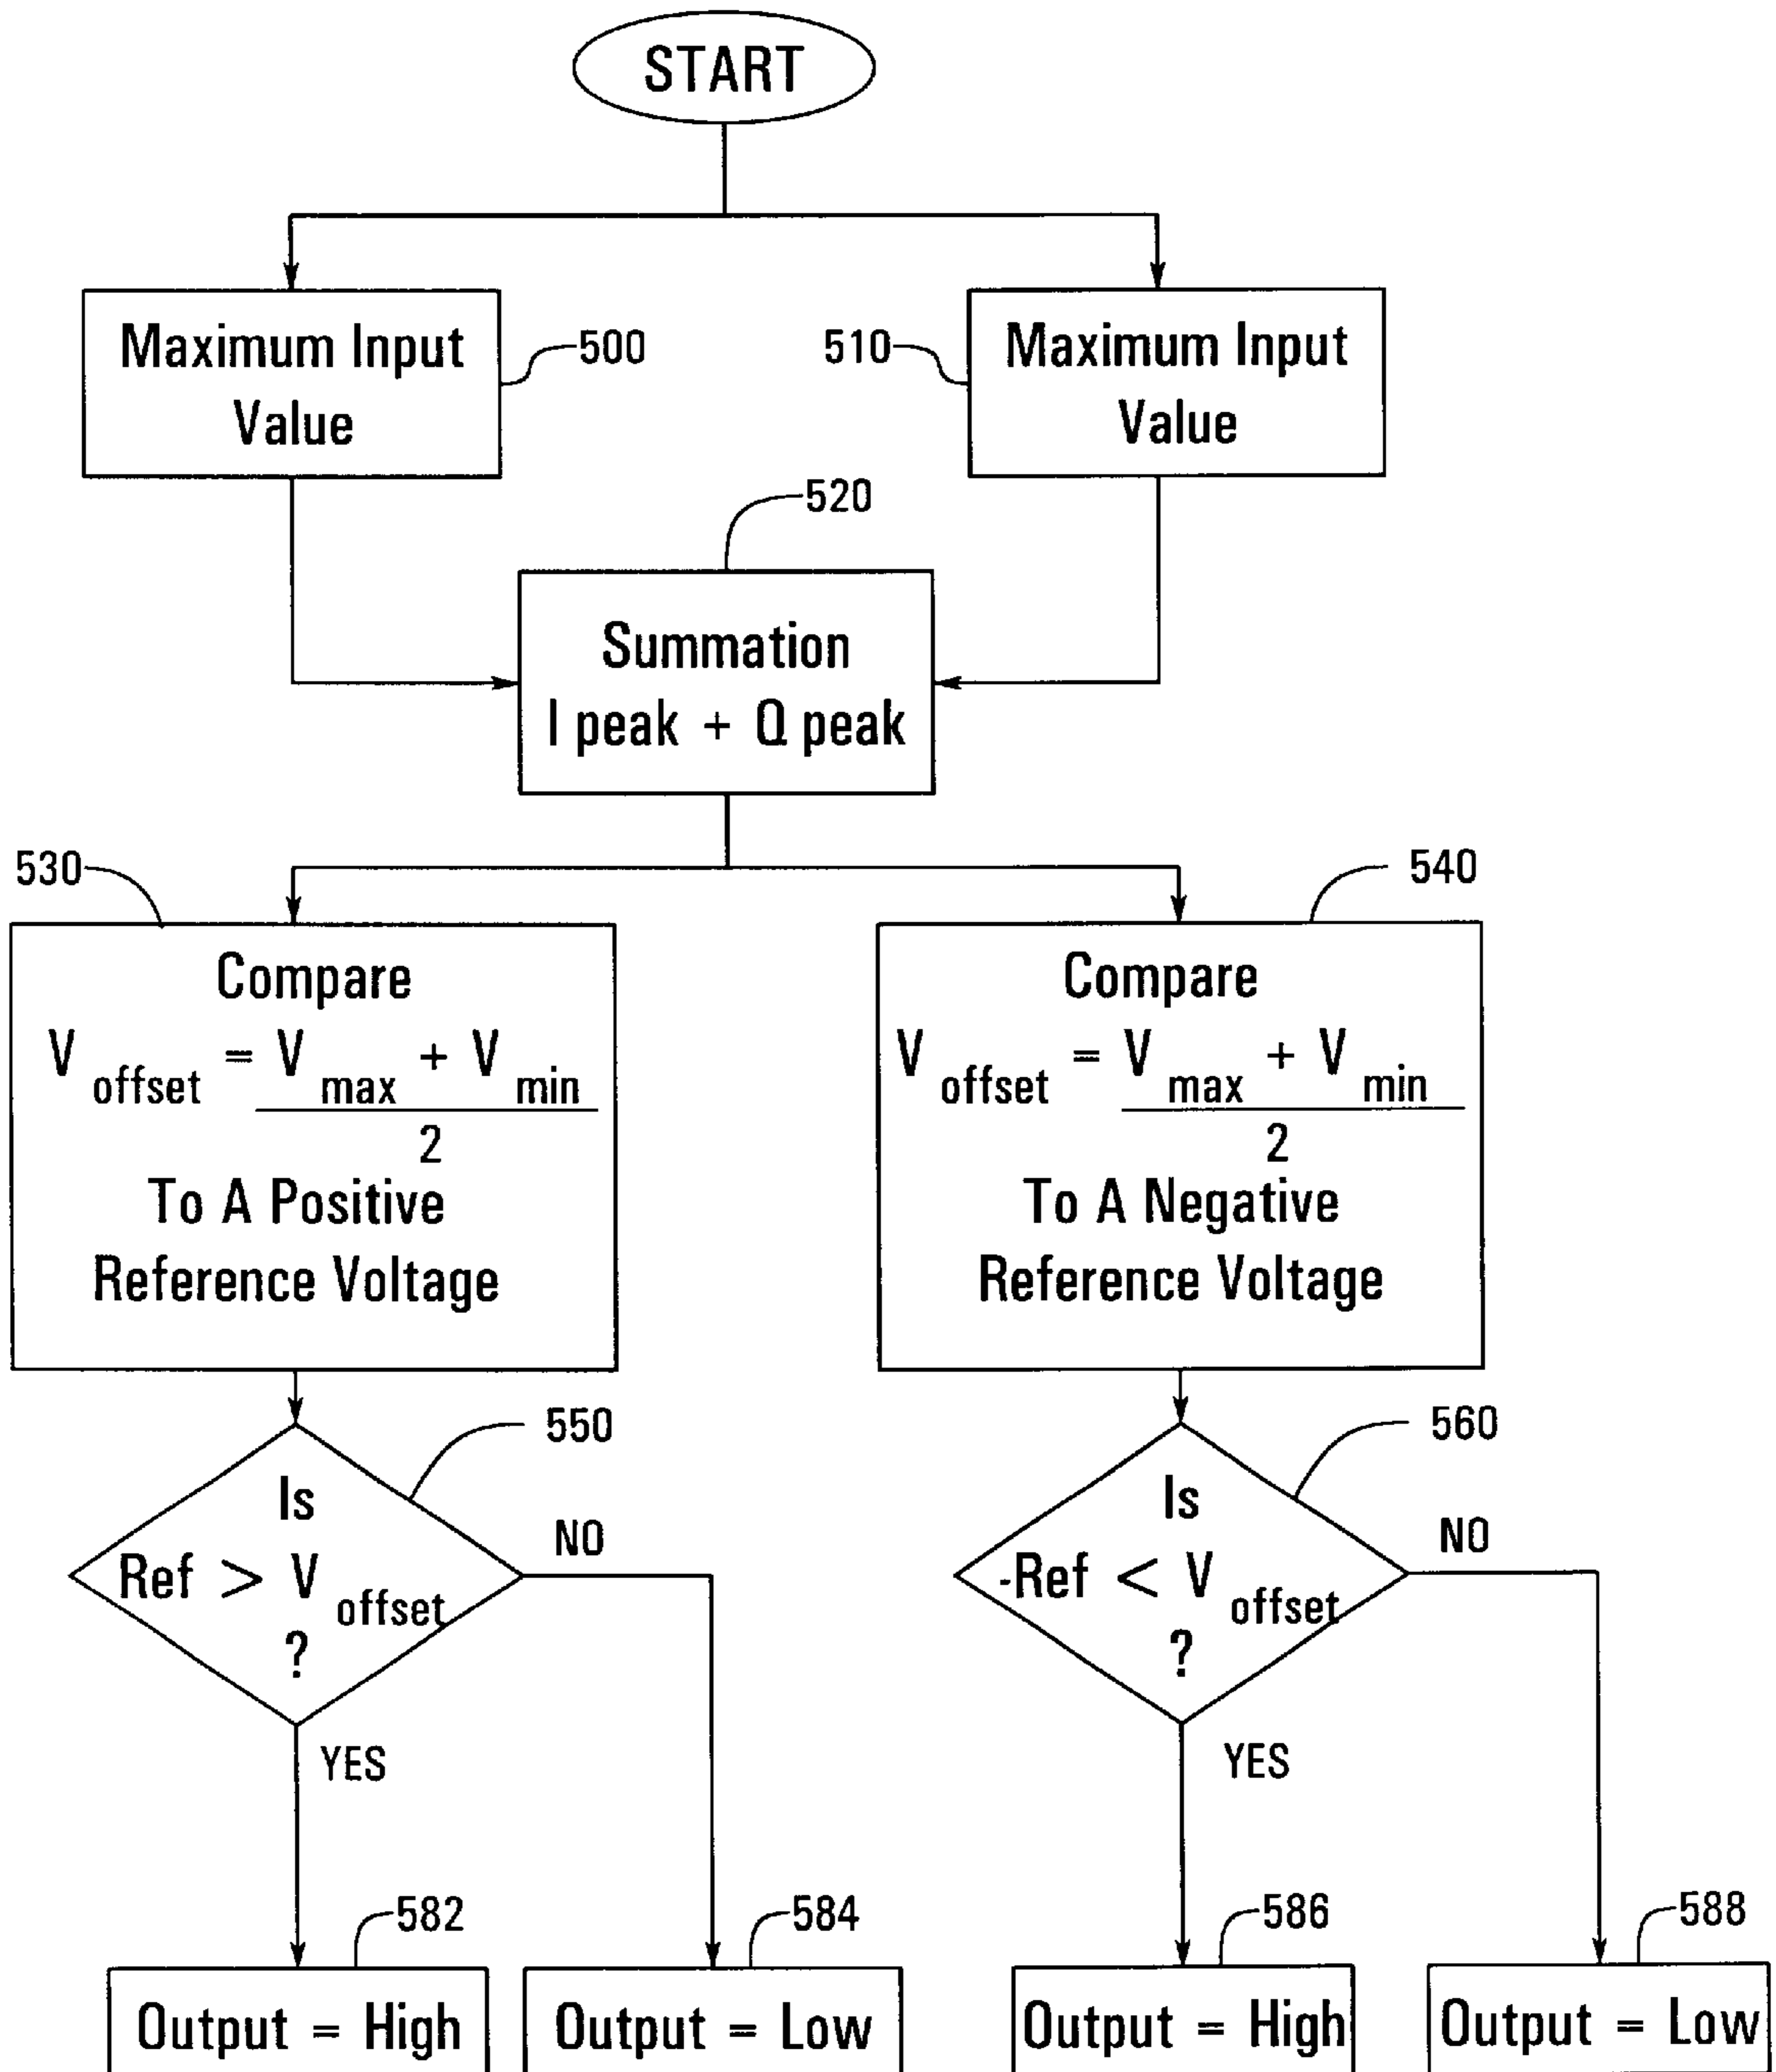 START
Maximum Input
Value
500
510
Maximum Input
Value
520
Summation
I peak + Q peak
530
Compare
V offset = V max + V min
2
To A Positive
Reference Voltage
540
Compare
V offset = V max + V min
2
To A Negative
Reference Voltage
550
Is
Ref > V offset
?
NO
YES
560
Is
-Ref < V offset
?
NO
YES
582
Output = High
584
Output = Low
586
Output = High
588
Output = Low